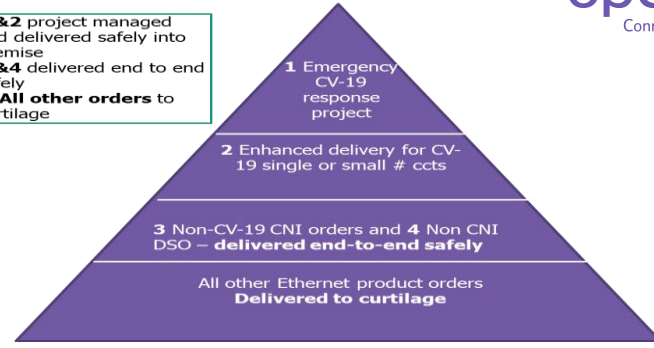 &2 project managed
d delivered safely into
emise
&4 delivered end to end
ely
All other orders to
rtilage
ope
Conn
1 Emergency
CV-19
response
project
2 Enhanced delivery for CV-
19 single or small # ccts
3 Non-CV-19 CNI orders and 4 Non CNI
DSO – delivered end-to-end safely
All other Ethernet product orders
Delivered to curtilage